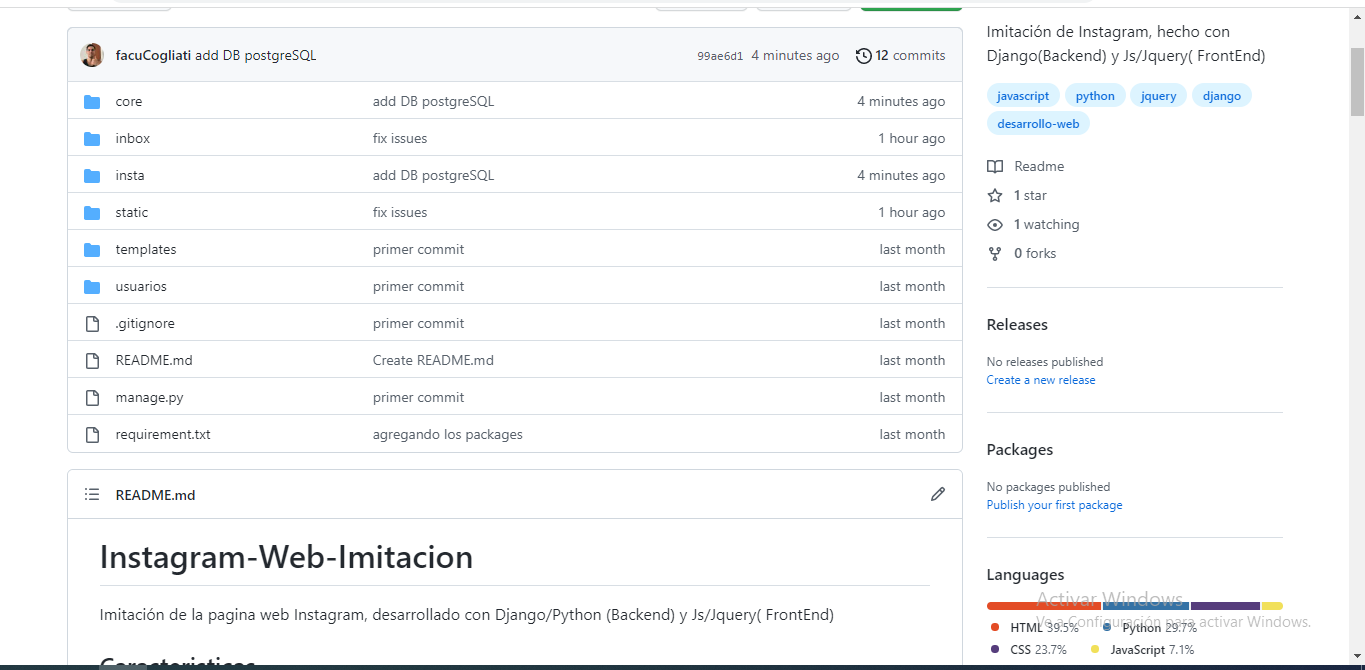 facuCogliati add DB postgreSQL 99ae6d1 4 minutes ago 12 commits
core add DB postgreSQL 4 minutes ago
inbox fix issues 1 hour ago
insta add DB postgreSQL 4 minutes ago
static fix issues 1 hour ago
templates primer commit last month
usuarios primer commit last month
.gitignore primer commit last month
README.md Create README.md last month
manage.py primer commit last month
requirement.txt agregando los packages last month
README.md
Instagram-Web-Imitacion
Imitación de la pagina web Instagram, desarrollado con Django/Python (Backend) y Js/Jquery( FrontEnd)
Caracteristicas
Imitación de Instagram, hecho con
Django(Backend) y Js/Jquery( FrontEnd)
javascript python jquery django
desarrollo-web
Readme
1 star
1 watching
0 forks
Releases
No releases published
Create a new release
Packages
No packages published
Publish your first package
Languages
Activar Windows
Ve a Configuración para activar Windows.
HTML 39.5% Python 29.7%
CSS 23.7% JavaScript 7.1%